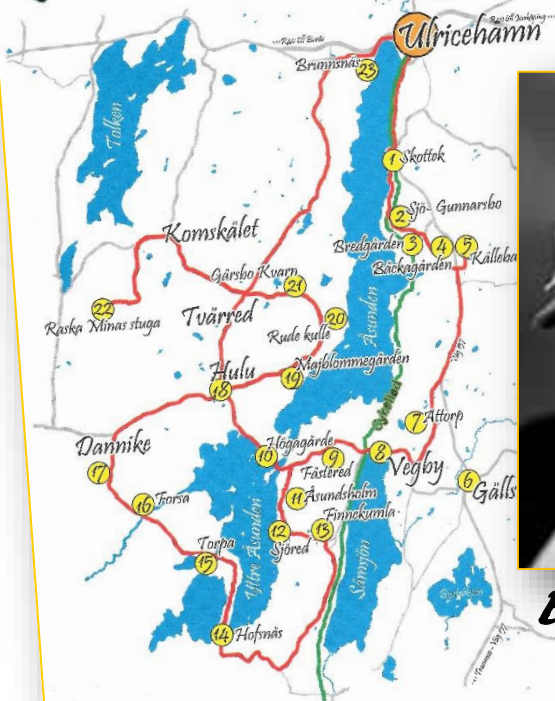 Ulricehamn
Brunnsnäs
23
Tolken
1 Skottek
2 Sjö-Gunnarsbo
Bredgården 3
4
5
Bäckagården
Källeba
Komskälet
Gärsbo Kvarn
21
22
Raska Minas stuga
Tvärred
Åsunden
20
Rude kulle
Majblommegården
19
Hulu
18
Väg 157
Cykelled
7 Attorp
Dannike
17
Högagärde
10
9
Fästered
8 Vegby
6
Gälls
16 Forsa
11 Åsundsholm
Finnekumla
12
13
Sjöred
Torpa
15
Yttre Åsunden
Sämsjön
14 Hofsnäs